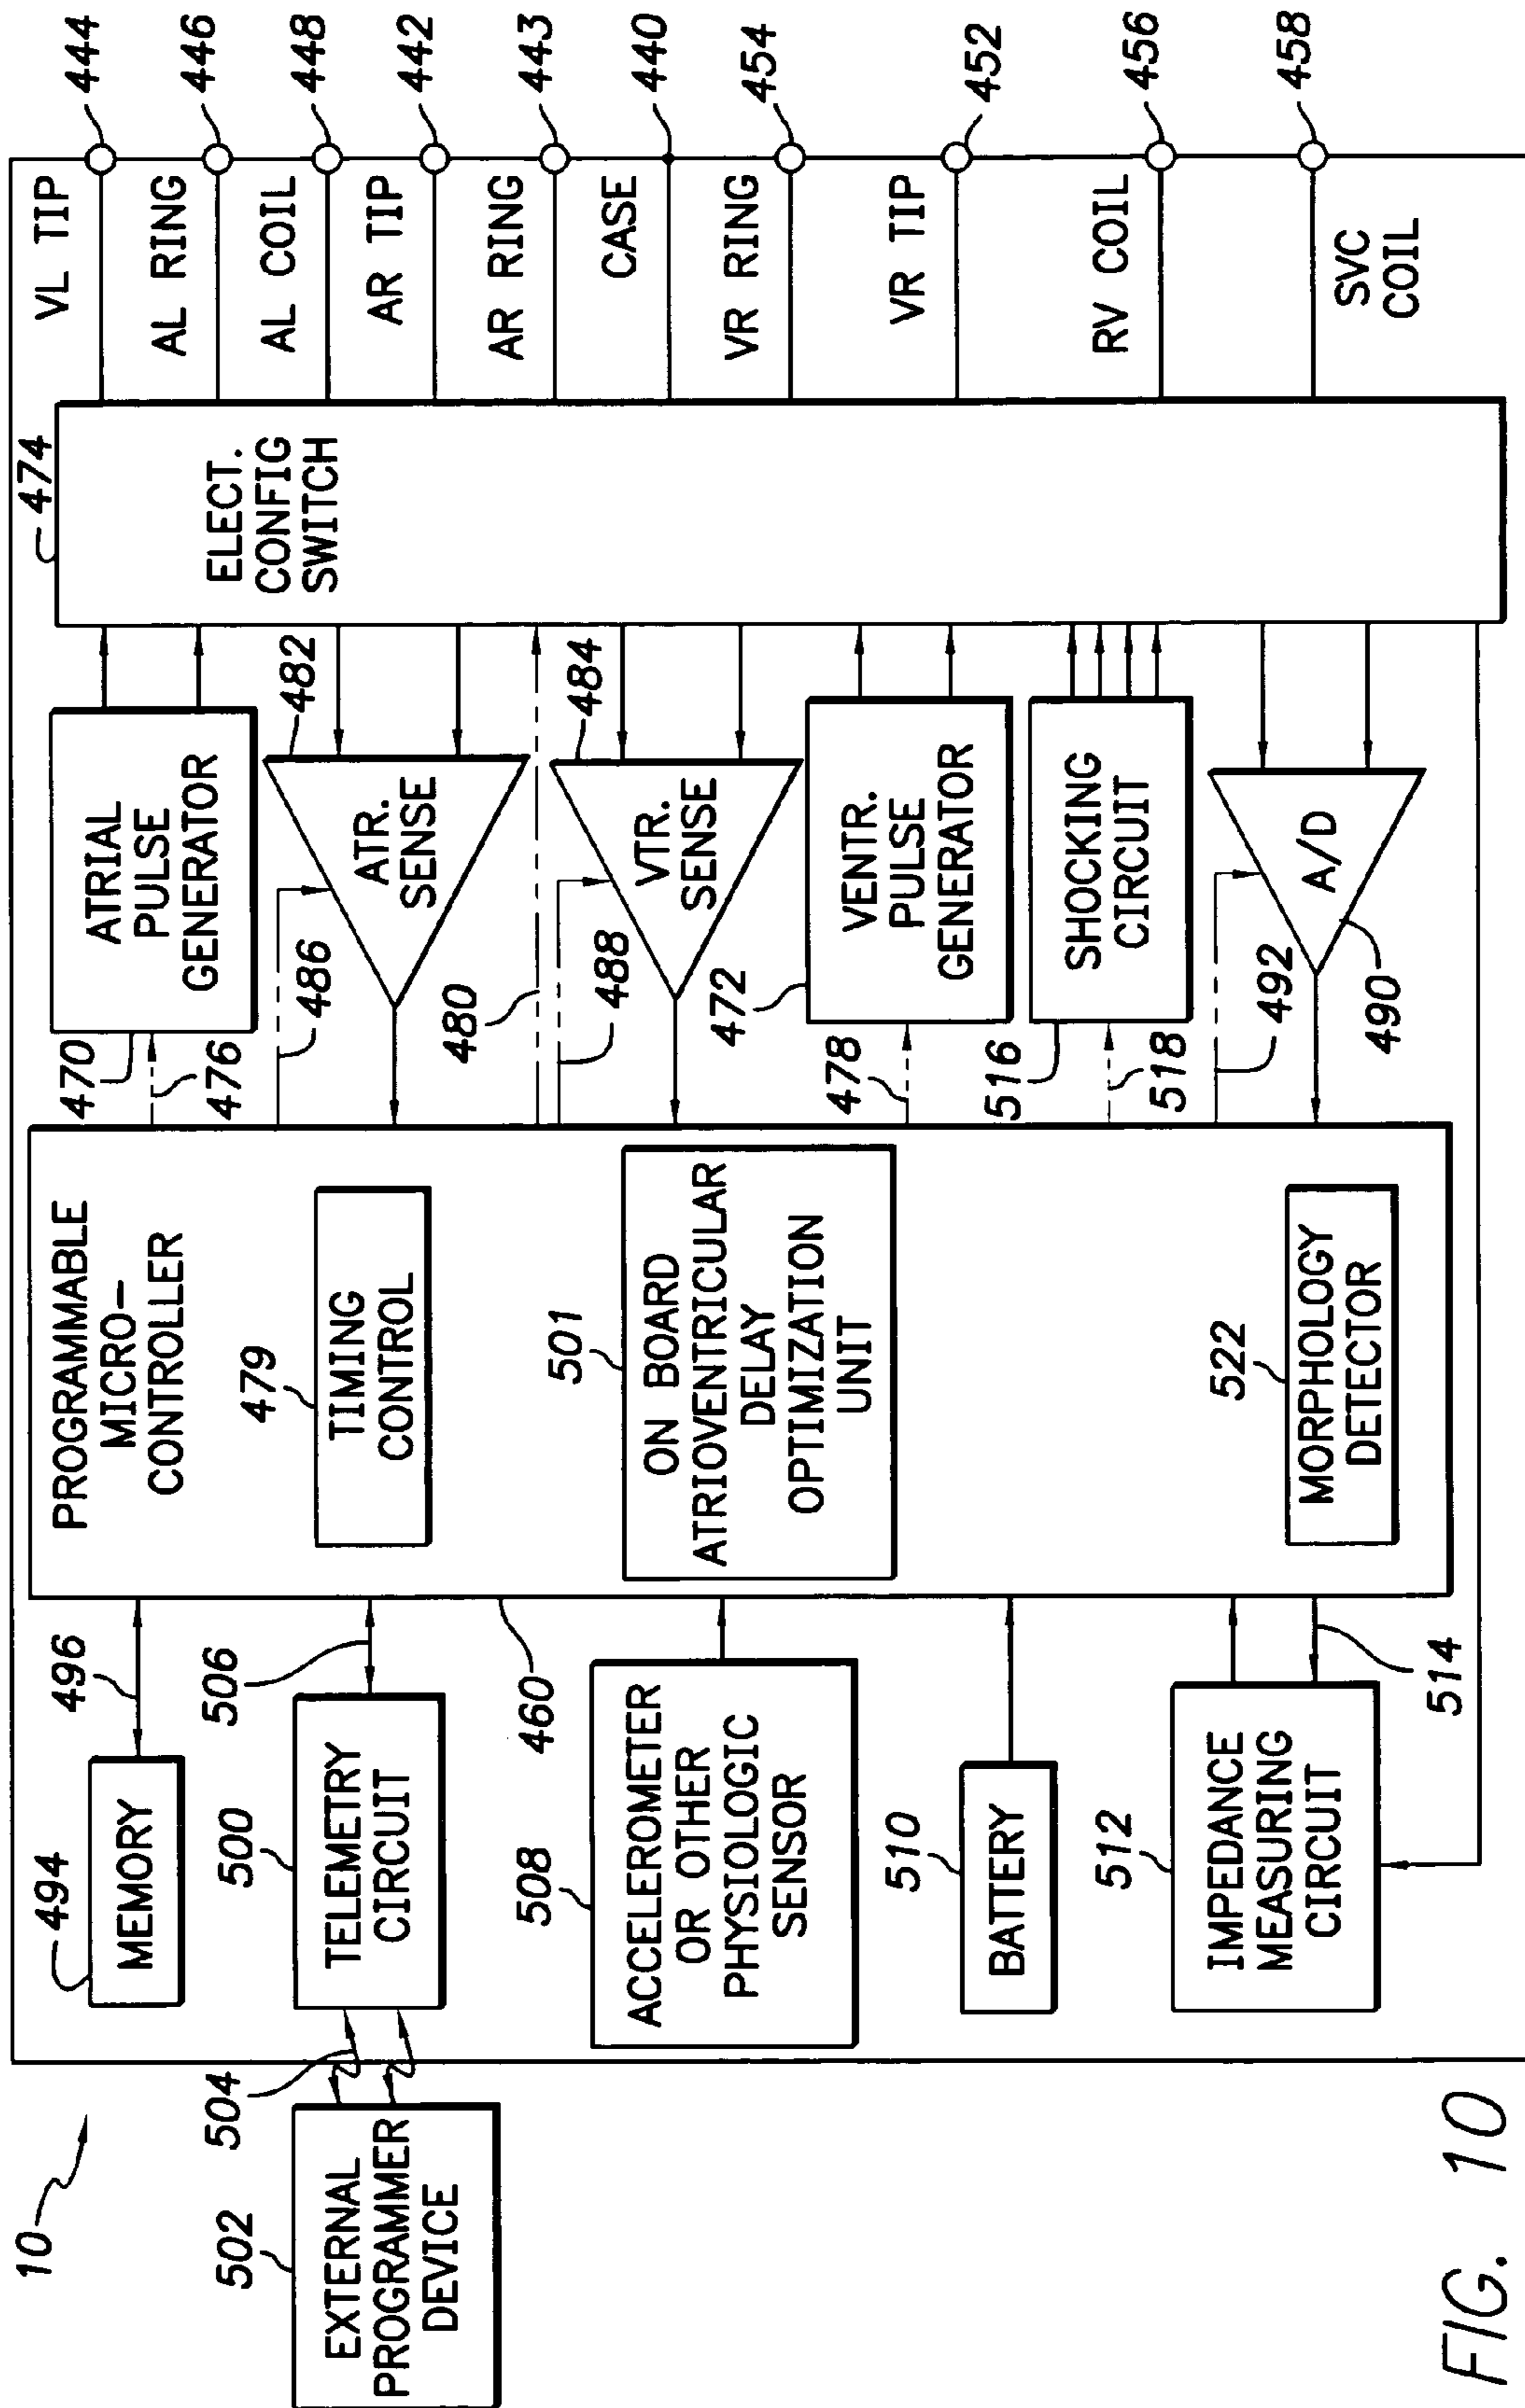 10
502
EXTERNAL
PROGRAMMER
DEVICE
504
494
MEMORY
496
500
TELEMETRY
CIRCUIT
506
460
508
ACCELEROMETER
OR OTHER
PHYSIOLOGIC
SENSOR
510
BATTERY
512
IMPEDANCE
MEASURING
CIRCUIT
514
PROGRAMMABLE
MICRO-
CONTROLLER
479
TIMING
CONTROL
501
ON BOARD
ATRIOVENTRICULAR
DELAY
OPTIMIZATION
UNIT
522
MORPHOLOGY
DETECTOR
470
ATRIAL
PULSE
GENERATOR
476
482
ATR.
SENSE
486
480
484
VTR.
SENSE
488
472
VENTR.
PULSE
GENERATOR
478
516
SHOCKING
CIRCUIT
518
492
A/D
490
474
ELECT.
CONFIG
SWITCH
VL TIP
444
AL RING
446
AL COIL
448
AR TIP
442
AR RING
443
CASE
440
VR RING
454
VR TIP
452
RV COIL
456
SVC
COIL
458
FIG. 10